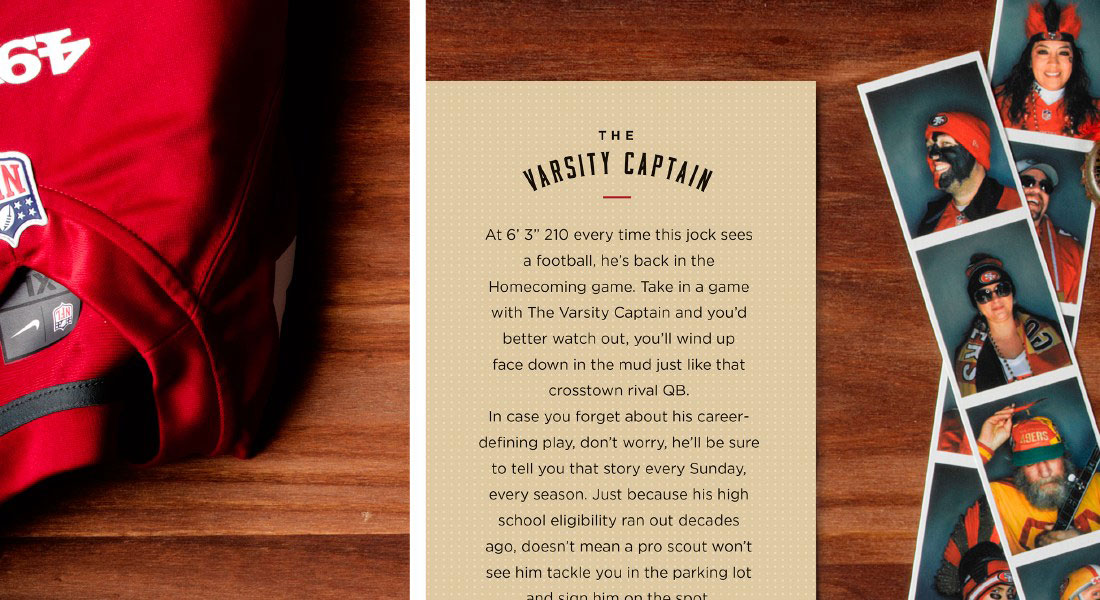 49
NFL
THE
VARSITY CAPTAIN
At 6’ 3” 210 every time this jock sees
a football, he’s back in the
Homecoming game. Take in a game
with The Varsity Captain and you’d
better watch out, you’ll wind up
face down in the mud just like that
crosstown rival QB.
In case you forget about his career-
defining play, don’t worry, he’ll be sure
to tell you that story every Sunday,
every season. Just because his high
school eligibility ran out decades
ago, doesn’t mean a pro scout won’t
see him tackle you in the parking lot
and sign him on the spot.
49ERS